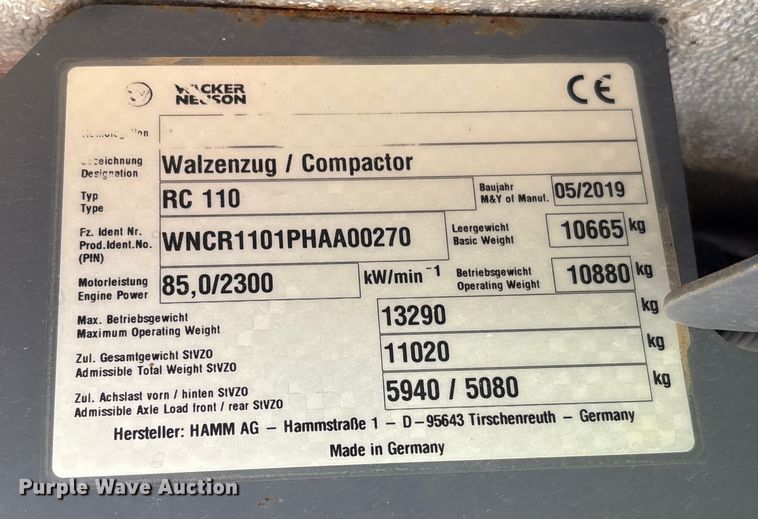 WACKER
NEUSON
CE
Designation
Walzenzug / Compactor
Typ
Type
RC 110
Baujahr
M&Y of Manuf.
05/2019
Fz. Ident Nr.
Prod.Ident.No.
(PIN)
WNCR1101PHAA00270
Leergewicht
Basic Weight
10665 kg
Motorleistung
Engine Power
85,0/2300 kW/min⁻¹
Betriebsgewicht
Operating Weight
10880 kg
Max. Betriebsgewicht
Maximum Operating Weight
13290 kg
Zul. Gesamtgewicht StVZO
Admissible Total Weight StVZO
11020 kg
Zul. Achslast vorn / hinten StVZO
Admissible Axle Load front / rear StVZO
5940 / 5080 kg
Hersteller: HAMM AG – Hammstraße 1 – D–95643 Tirschenreuth – Germany
Made in Germany
Purple Wave Auction